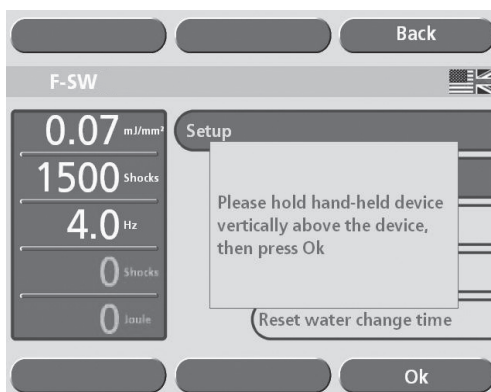 Back
F-SW
0.07 mJ/mm²
Setup
1500 Shocks
4.0 Hz
0 Shocks
0 Joule
Please hold hand-held device
vertically above the device,
then press Ok
Reset water change time
Ok